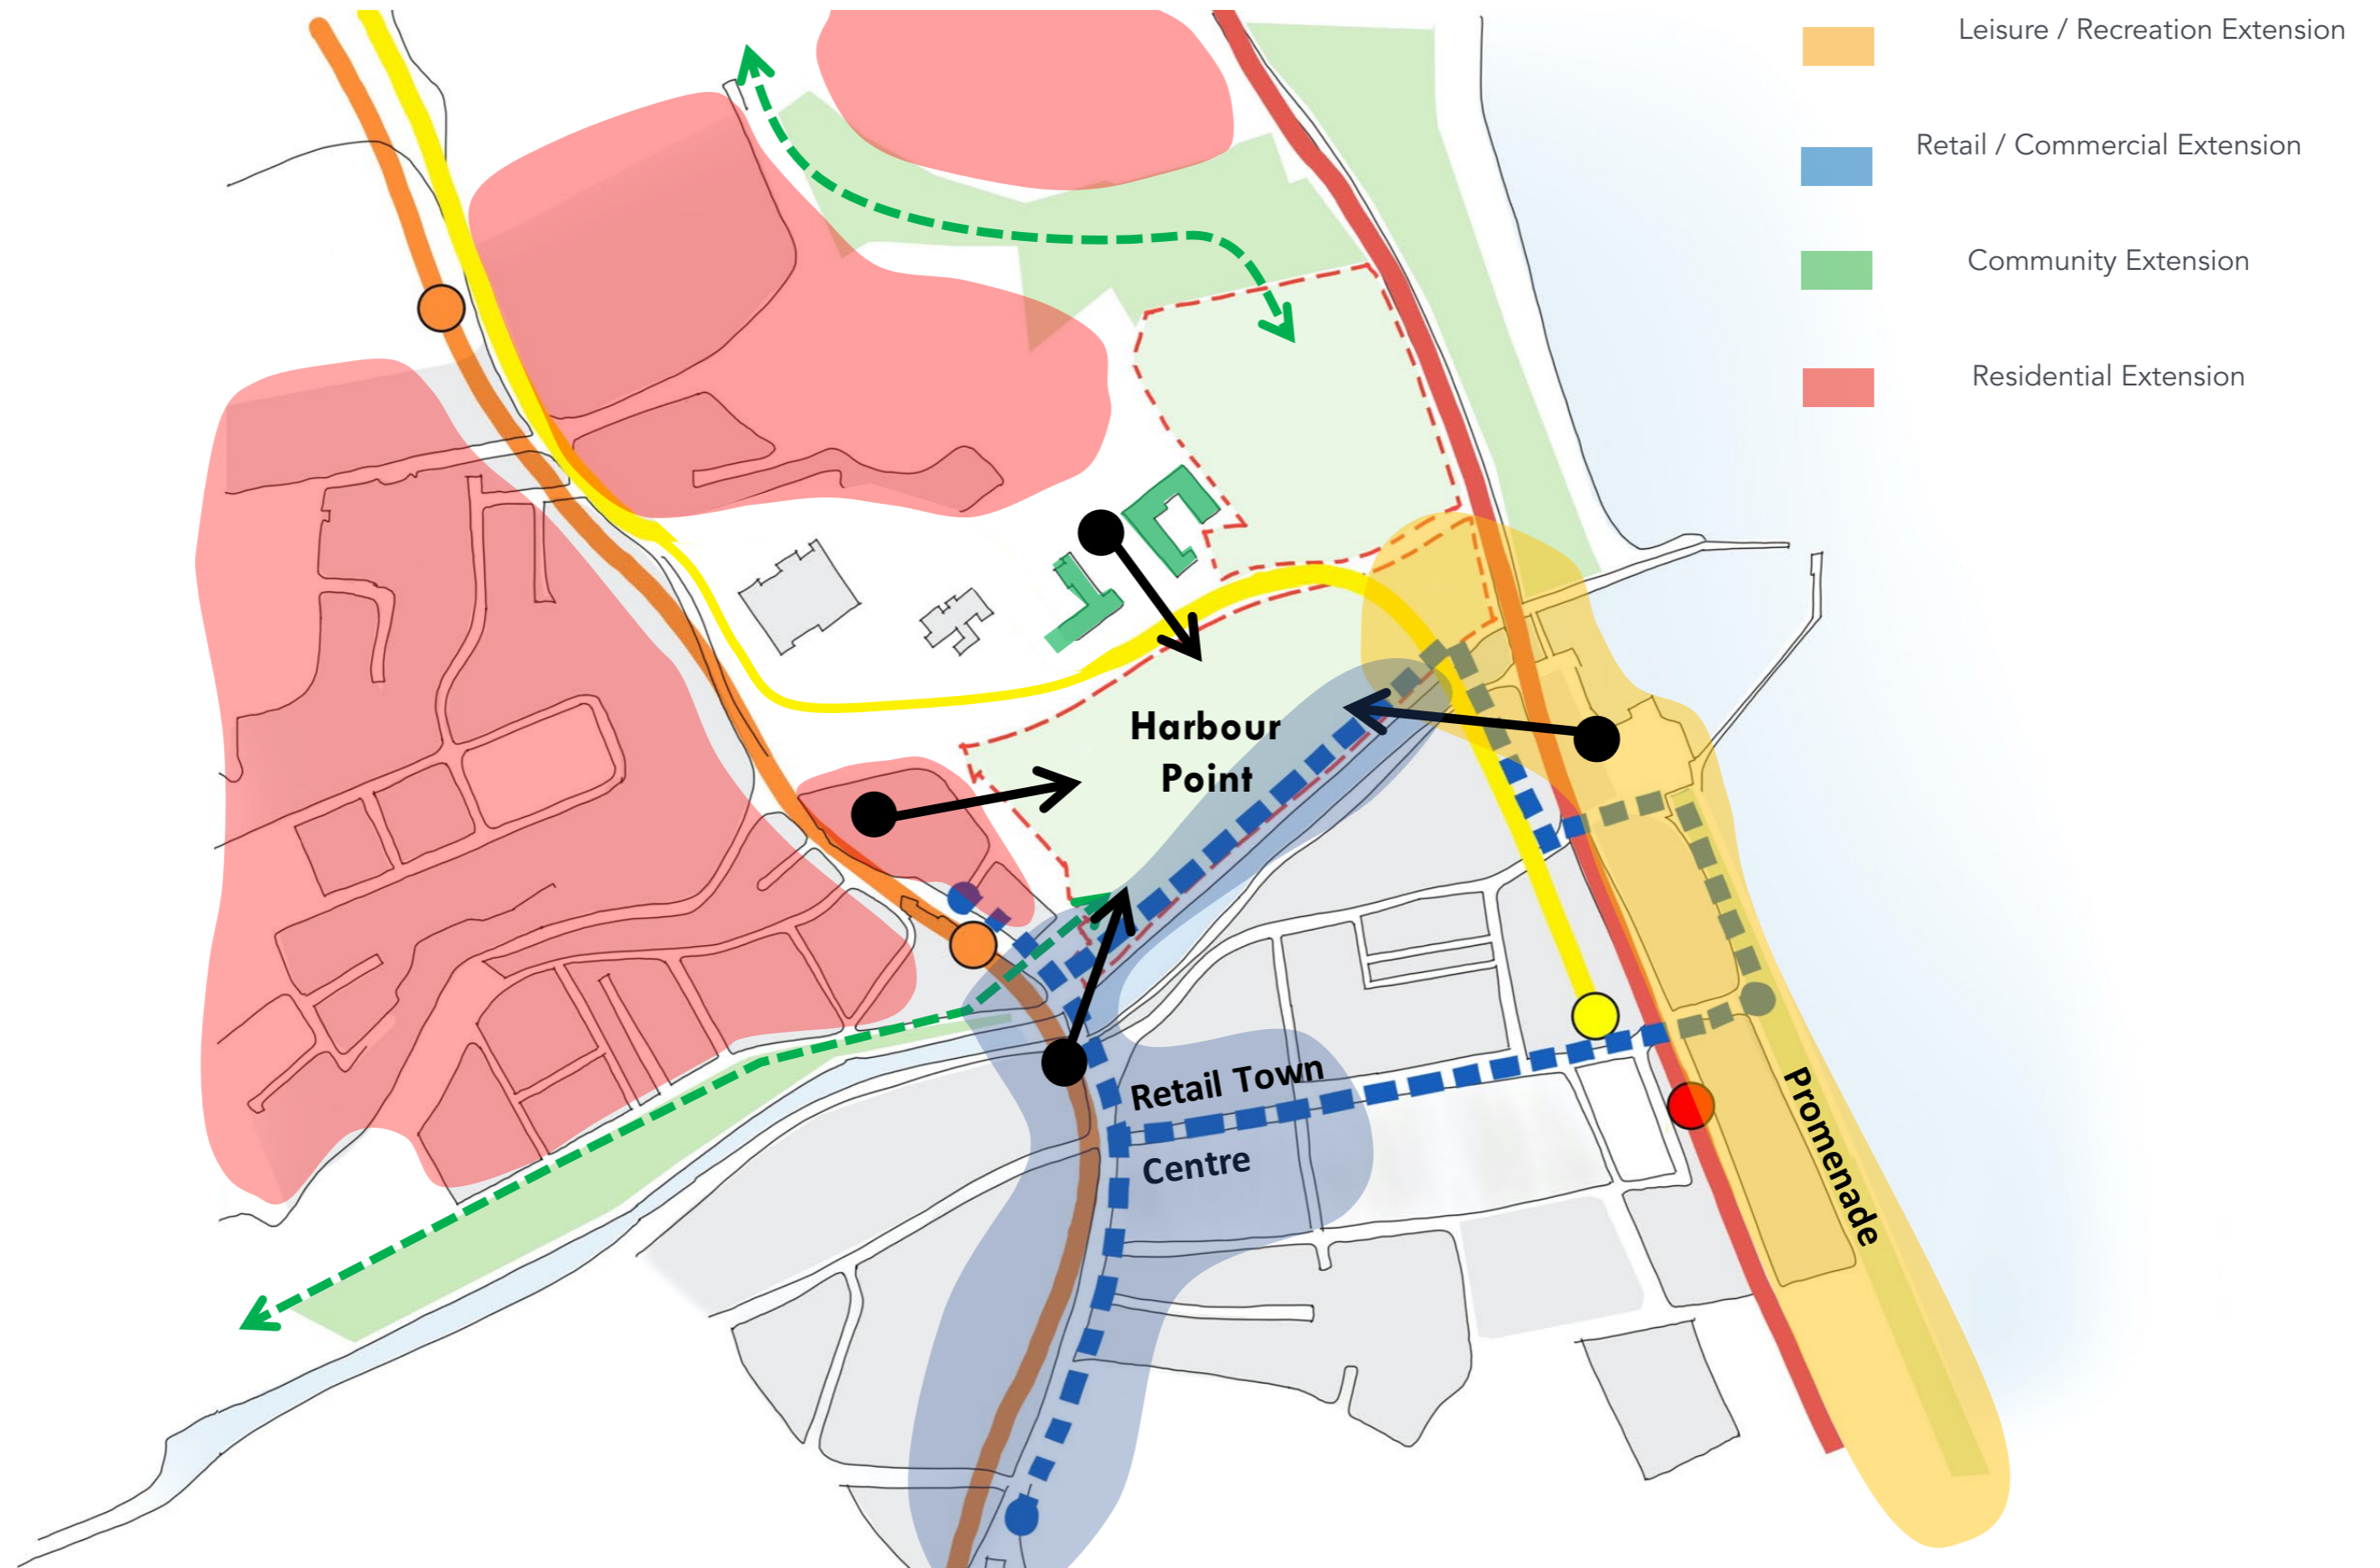 Leisure / Recreation Extension
Retail / Commercial Extension
Community Extension
Residential Extension
Harbour
Point
Retail Town
Centre
Promenade